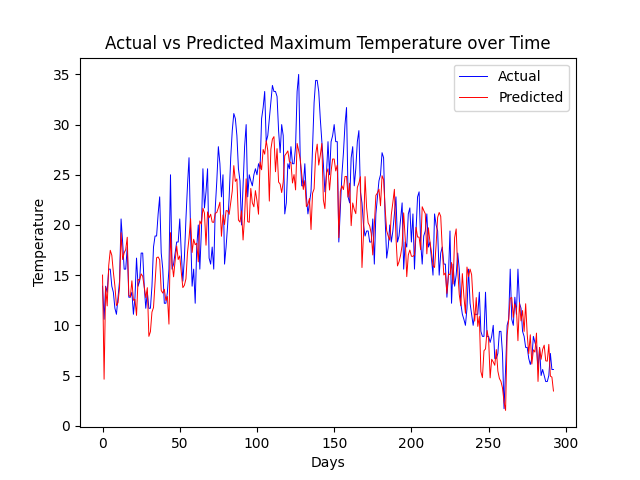 Actual vs Predicted Maximum Temperature over Time
Actual
Predicted
35
30
25
20
15
10
5
0
Temperature
0 50 100 150 200 250 300
Days